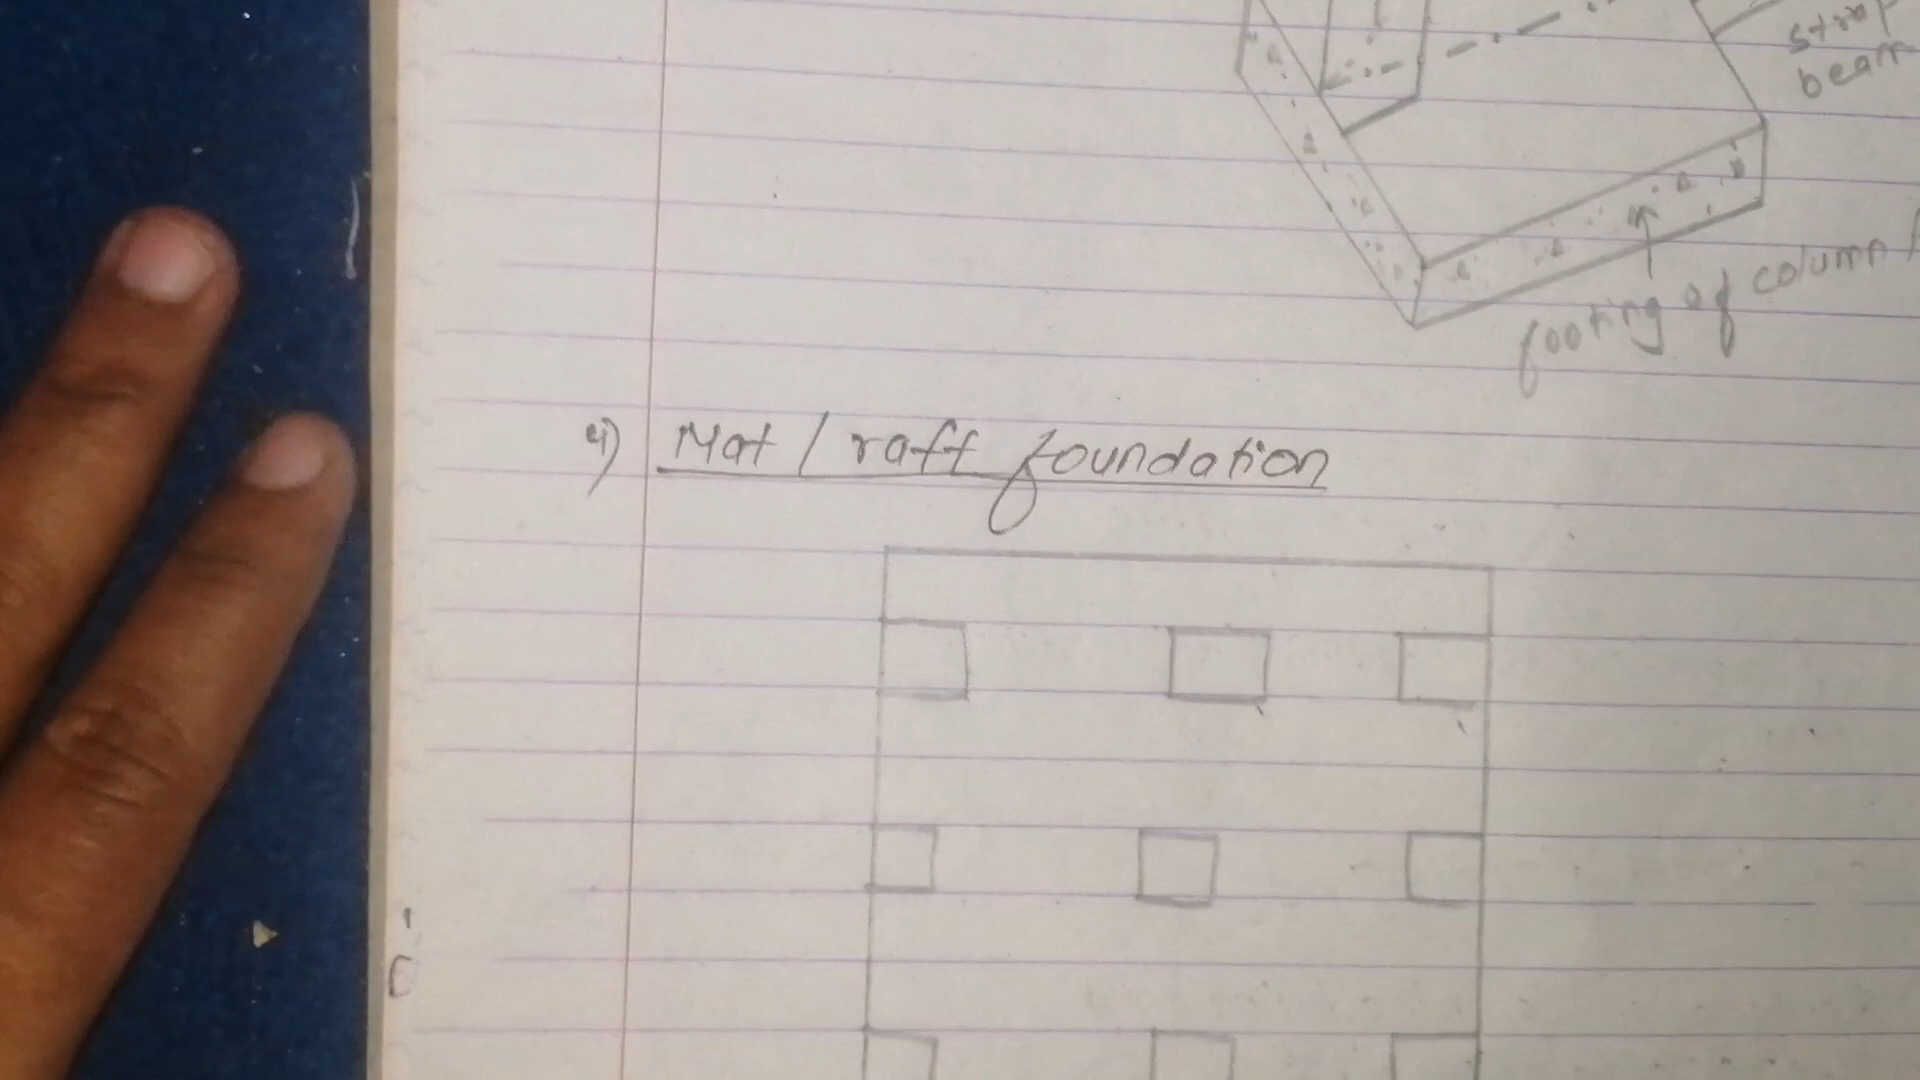 strap
beam
footing of column
4) Mat / raft foundation